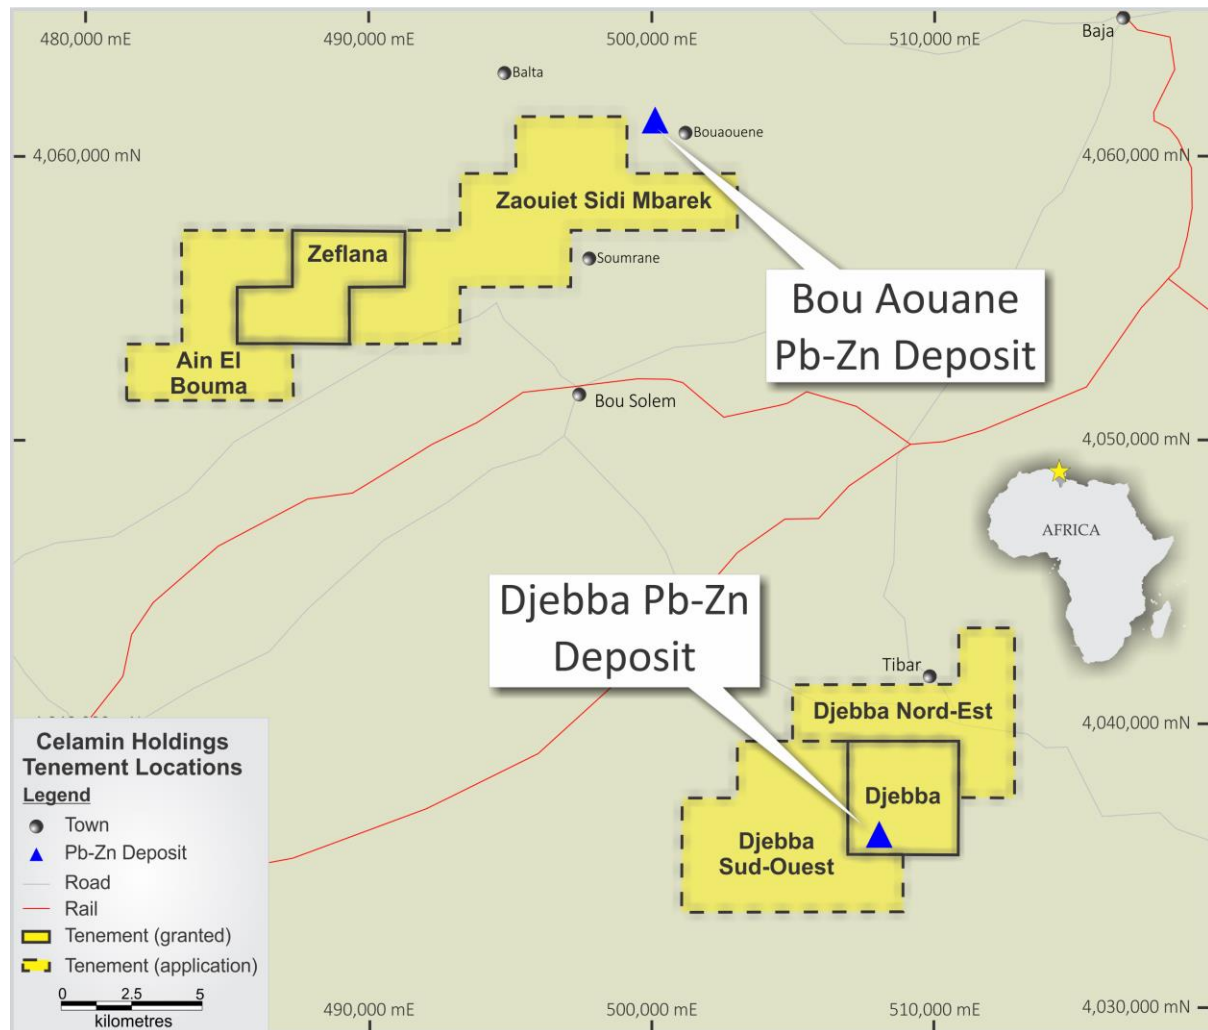 480,000 mE
490,000 mE
500,000 mE
510,000 mE
Baja
Balta
Bouaouene
4,060,000 mN
4,060,000 mN
Zaouiet Sidi Mbarek
Zeflana
Soumrane
Bou Aouane
Pb-Zn Deposit
Ain El
Bouma
Bou Solem
4,050,000 mN
AFRICA
Djebba Pb-Zn
Deposit
Tibar
Djebba Nord-Est
4,040,000 mN
Djebba
Djebba
Sud-Ouest
Celamin Holdings
Tenement Locations
Legend
Town
Pb-Zn Deposit
Road
Rail
Tenement (granted)
Tenement (application)
0 2.5 5
kilometres
490,000 mE
500,000 mE
510,000 mE
4,030,000 mN